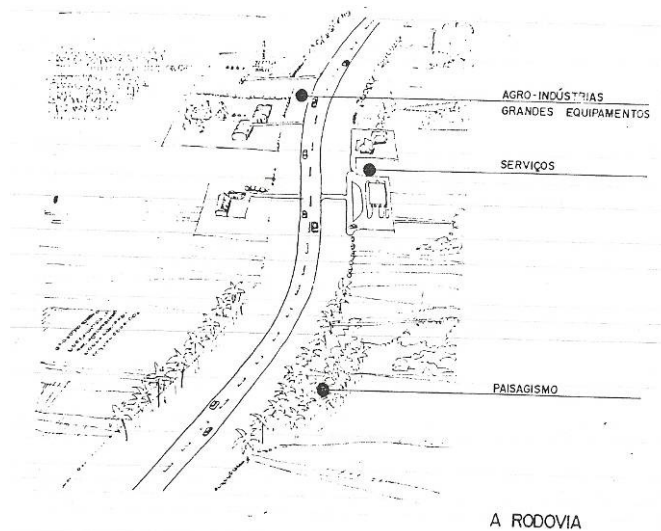 AGRO-INDÚSTRIAS
GRANDES EQUIPAMENTOS
SERVIÇOS
PAISAGISMO
A RODOVIA